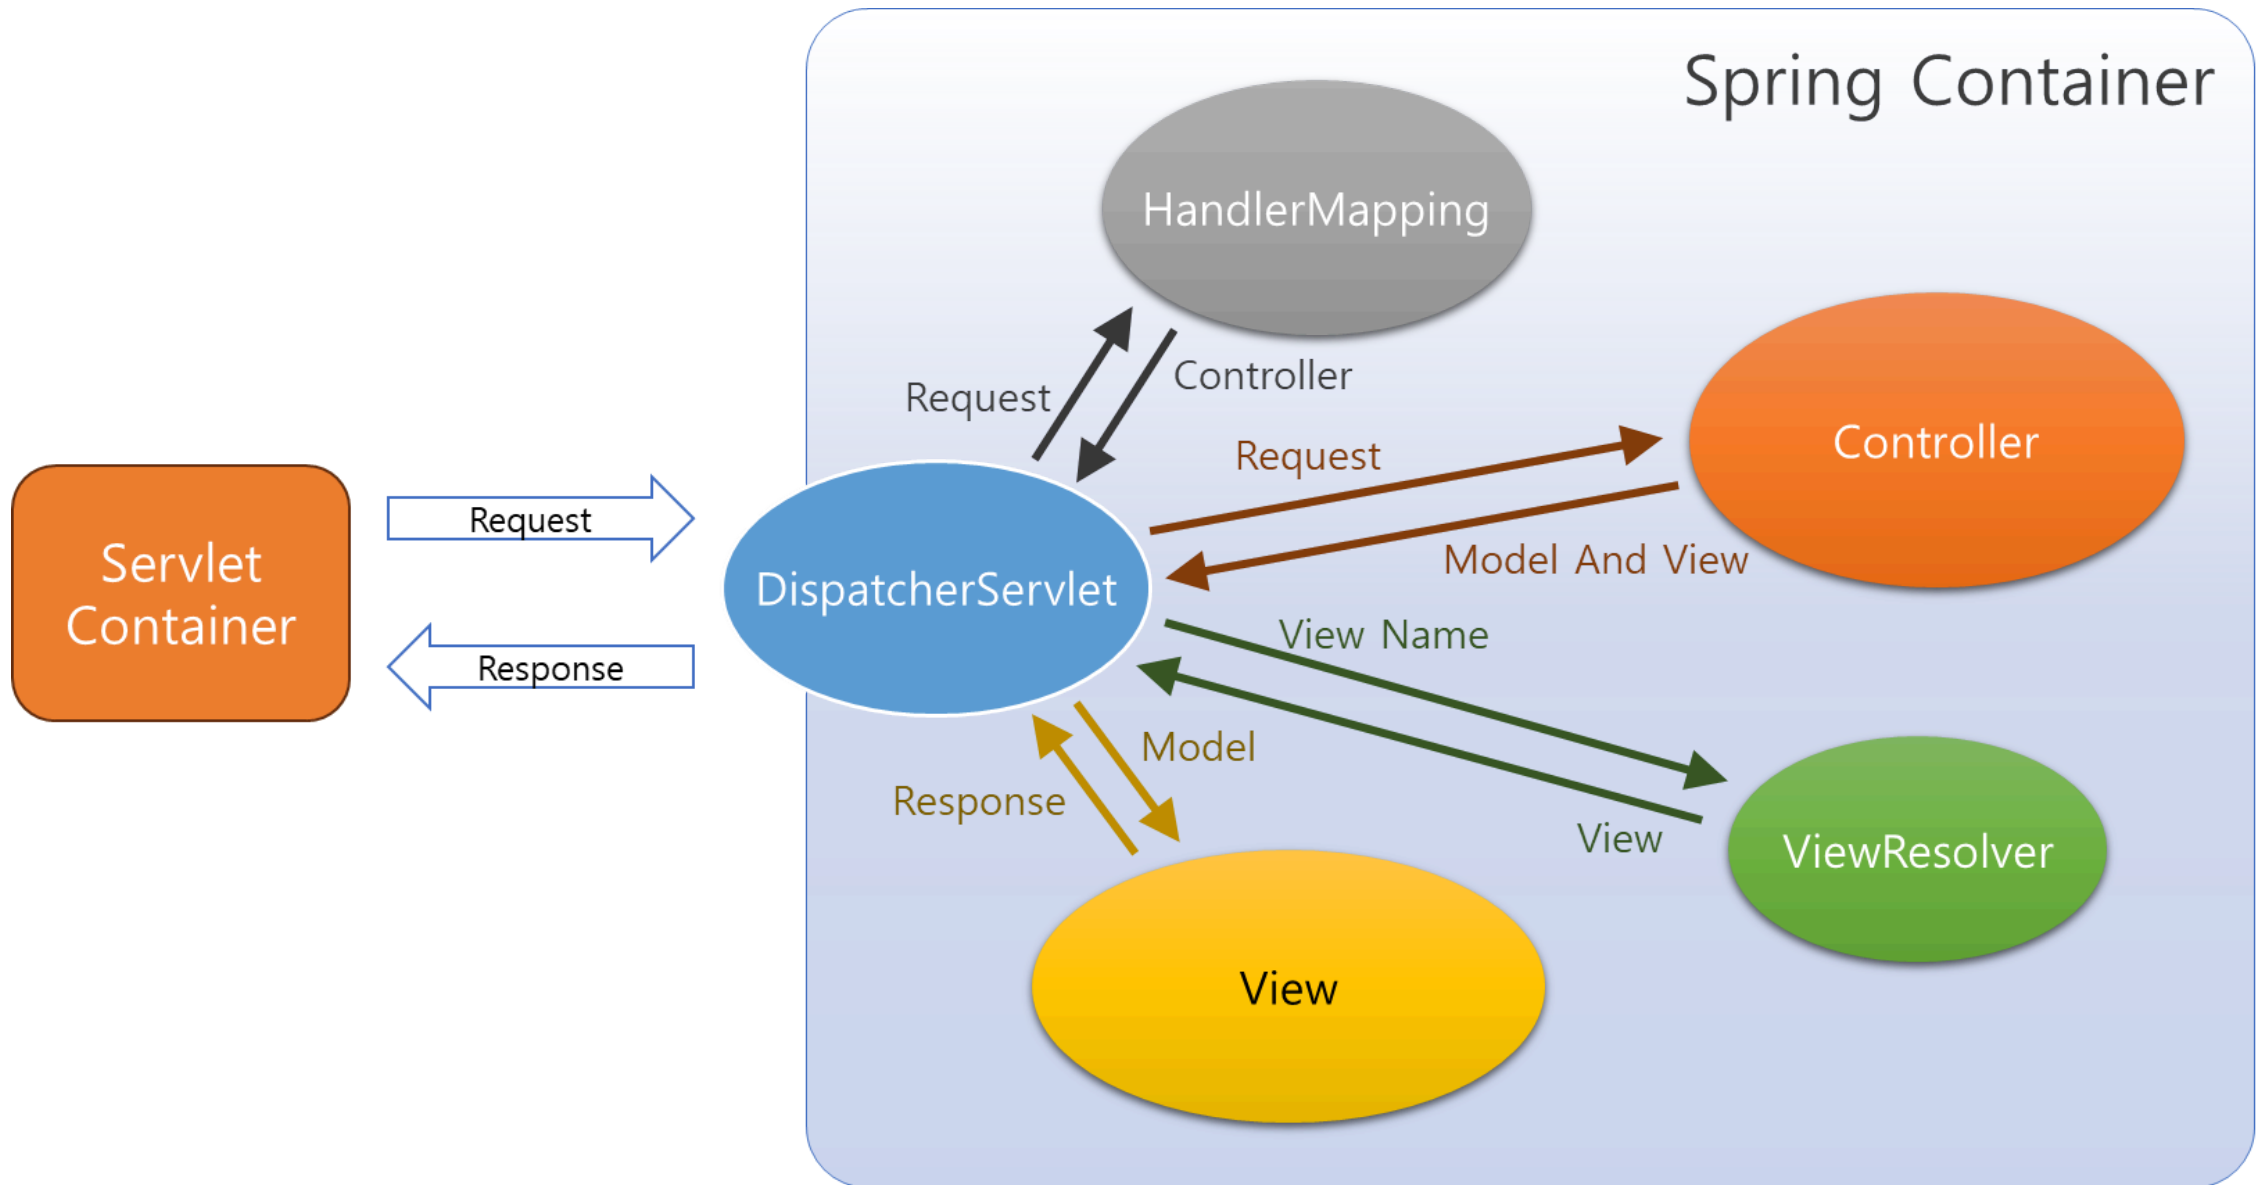 Spring Container
HandlerMapping
Request
Controller
Request
Controller
Model And View
Servlet
Container
Request
Response
DispatcherServlet
View Name
View
ViewResolver
Model
Response
View